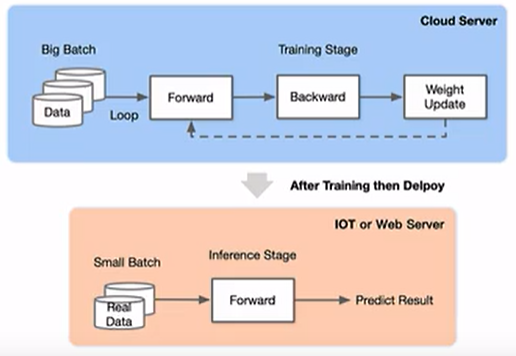 Cloud Server
Big Batch
Training Stage
Data
Loop
Forward
Backward
Weight
Update
After Training then Delpoy
IOT or Web Server
Small Batch
Inference Stage
Real
Data
Forward
Predict Result